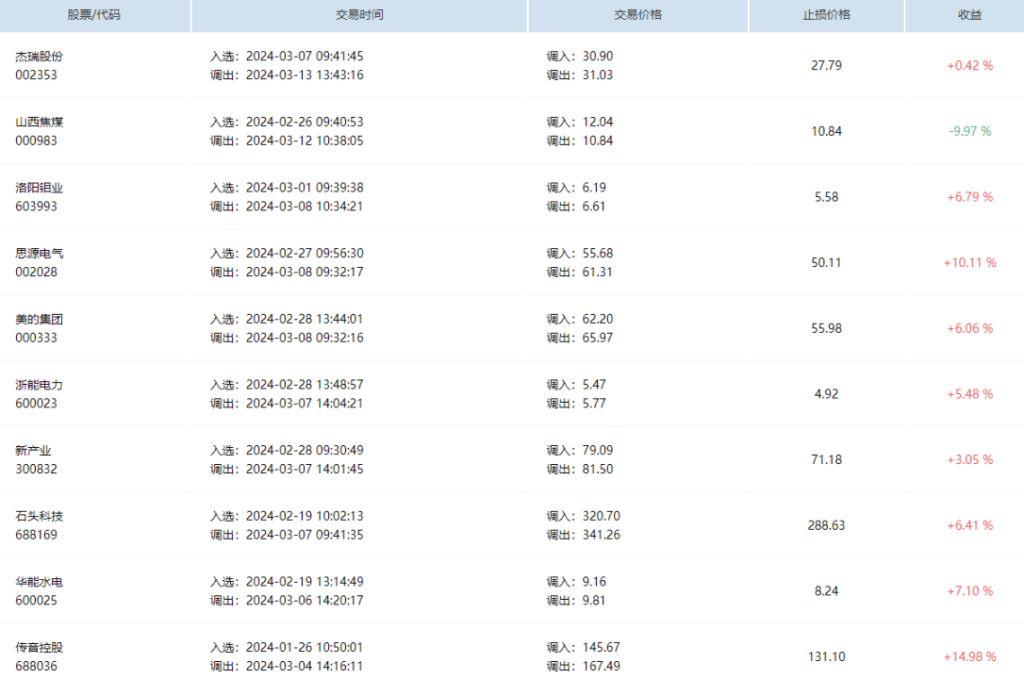 股票/代码 交易时间 交易价格 止损价格 收益
杰瑞股份 入选：2024-03-07 09:41:45 调入：30.90
27.79 +0.42 %
002353 调出：2024-03-13 13:43:16 调出：31.03
山西焦煤 入选：2024-02-26 09:40:53 调入：12.04
10.84 -9.97 %
000983 调出：2024-03-12 10:38:05 调出：10.84
洛阳钼业 入选：2024-03-01 09:39:38 调入：6.19
5.58 +6.79 %
603993 调出：2024-03-08 10:34:21 调出：6.61
思源电气 入选：2024-02-27 09:56:30 调入：55.68
50.11 +10.11 %
002028 调出：2024-03-08 09:32:17 调出：61.31
美的集团 入选：2024-02-28 13:44:01 调入：62.20
55.98 +6.06 %
000333 调出：2024-03-08 09:32:16 调出：65.97
浙能电力 入选：2024-02-28 13:48:57 调入：5.47
4.92 +5.48 %
600023 调出：2024-03-07 14:04:21 调出：5.77
新产业 入选：2024-02-28 09:30:49 调入：79.09
71.18 +3.05 %
300832 调出：2024-03-07 14:01:45 调出：81.50
石头科技 入选：2024-02-19 10:02:13 调入：320.70
288.63 +6.41 %
688169 调出：2024-03-07 09:41:35 调出：341.26
华能水电 入选：2024-02-19 13:14:49 调入：9.16
8.24 +7.10 %
600025 调出：2024-03-06 14:20:17 调出：9.81
传音控股 入选：2024-01-26 10:50:01 调入：145.67
131.10 +14.98 %
688036 调出：2024-03-04 14:16:11 调出：167.49